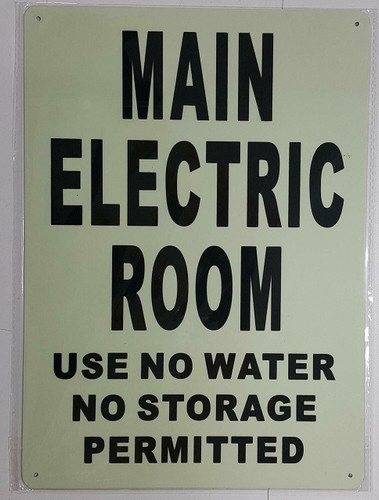 MAIN
ELECTRIC
ROOM
USE NO WATER
NO STORAGE
PERMITTED